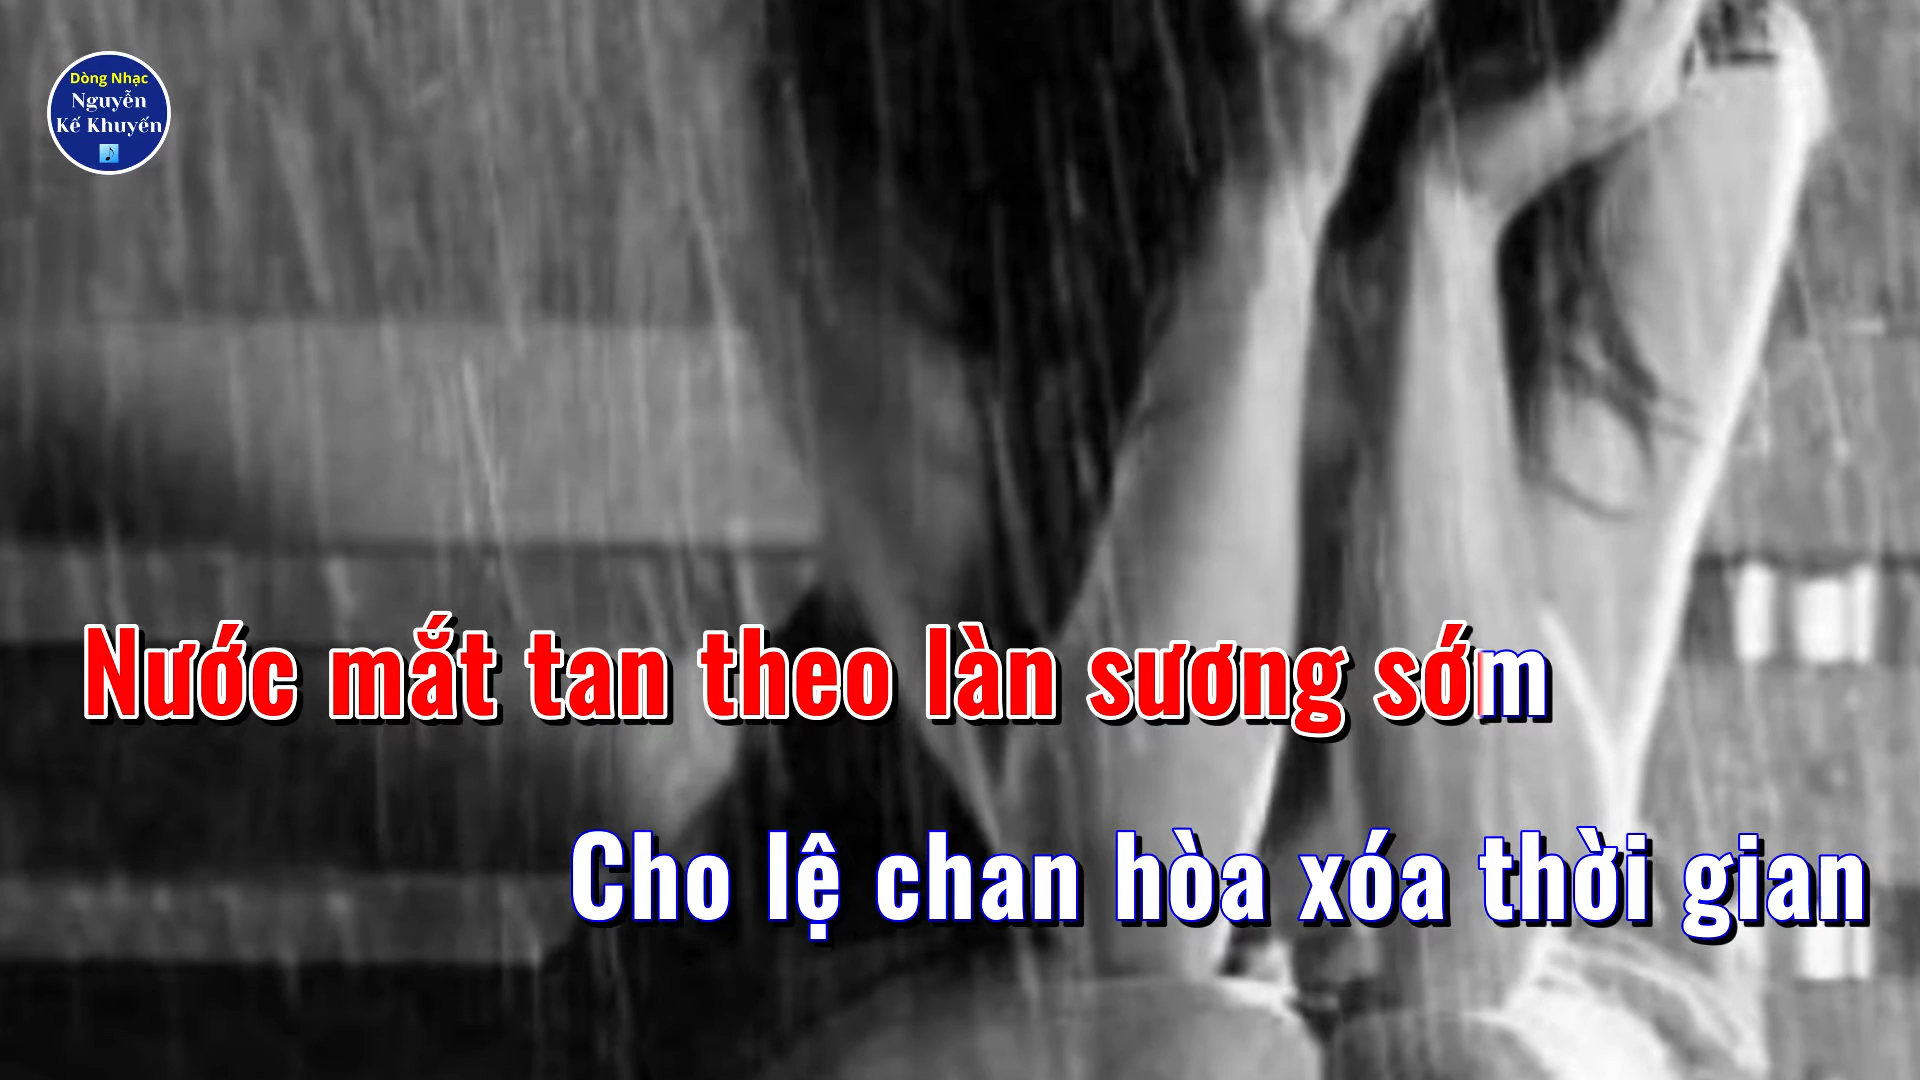 Dòng Nhạc
Nguyễn
Kế Khuyến
Nước mắt tan theo làn sương sớm
Cho lệ chan hòa xóa thời gian